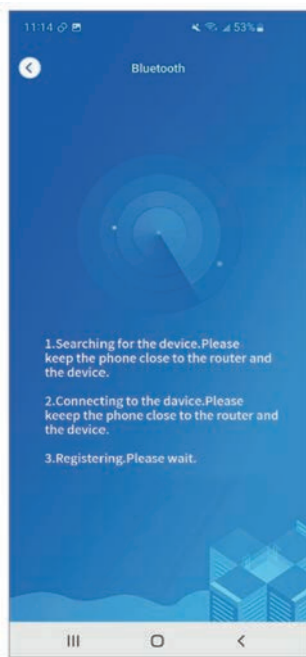 11:14
53%
Bluetooth
1.Searching for the device.Please
keep the phone close to the router and
the device.
2.Connecting to the davice.Please
keeep the phone close to the router and
the device.
3.Registering.Please wait.